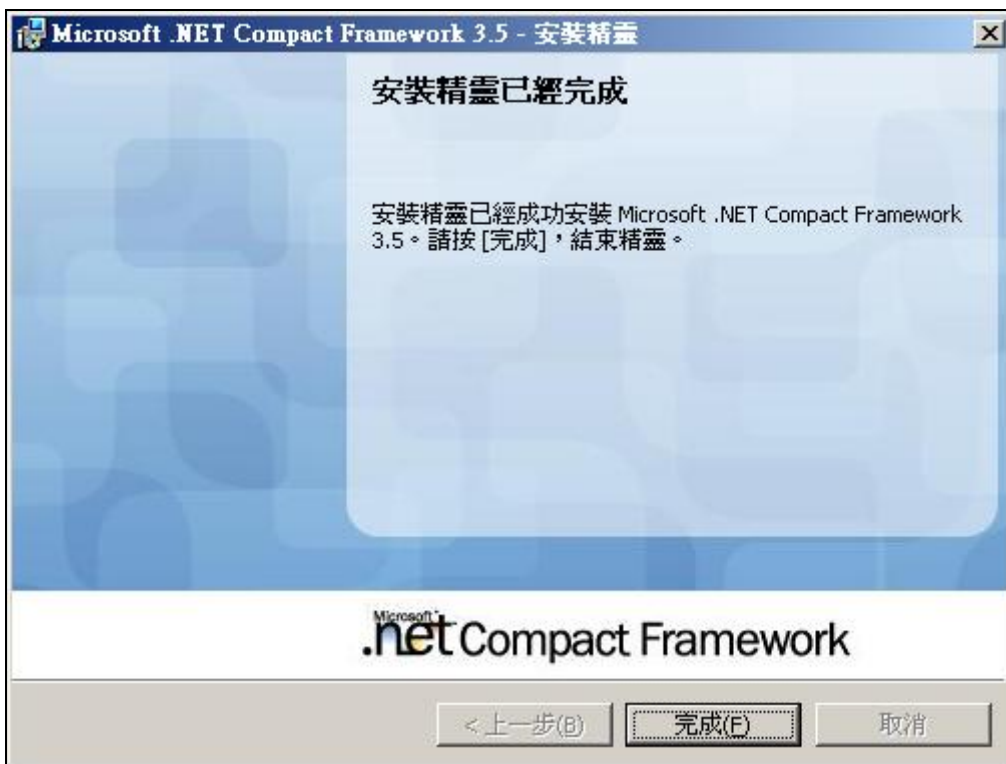 Microsoft .NET Compact Framework 3.5 - 安裝精靈
安裝精靈已經完成
安裝精靈已經成功安裝 Microsoft .NET Compact Framework
3.5。請按 [完成]，結束精靈。
Microsoft
.net Compact Framework
< 上一步(B)
完成(F)
取消